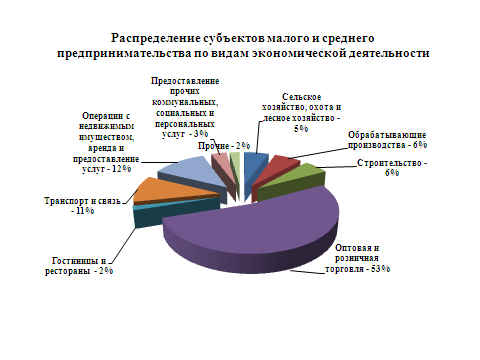 Распределение субъектов малого и среднего
предпринимательства по видам экономической деятельности
Предоставление
прочих
коммунальных,
социальных и
персональных
услуг - 3%
Прочие - 2%
Сельское
хозяйство, охота и
лесное хозяйство -
5%
Обрабатывающие
производства - 6%
Строительство -
6%
Операции с
недвижимым
имуществом,
аренда и
предоставление
услуг - 12%
Транспорт и связь
- 11%
Гостиницы и
рестораны - 2%
Оптовая и
розничная
торговля - 53%